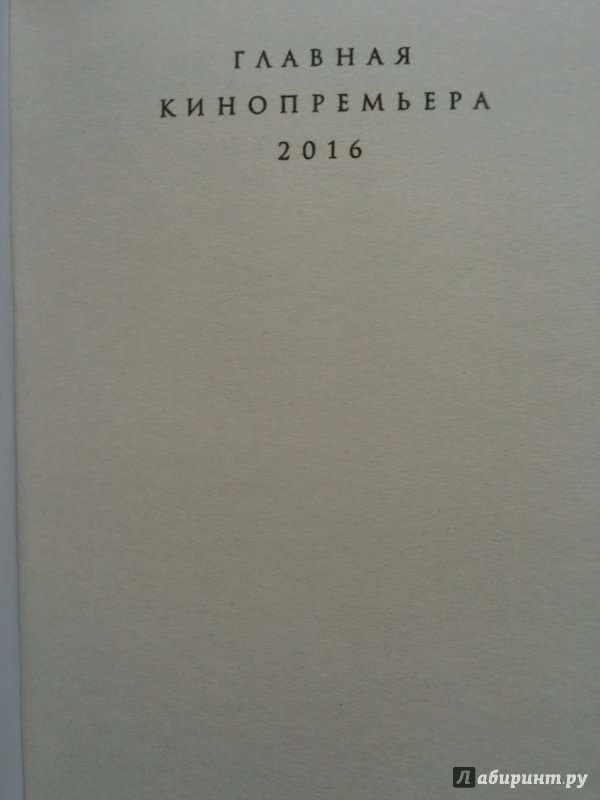 ГЛАВНАЯ
КИНОПРЕМЬЕРА
2016
Лабиринт.ру